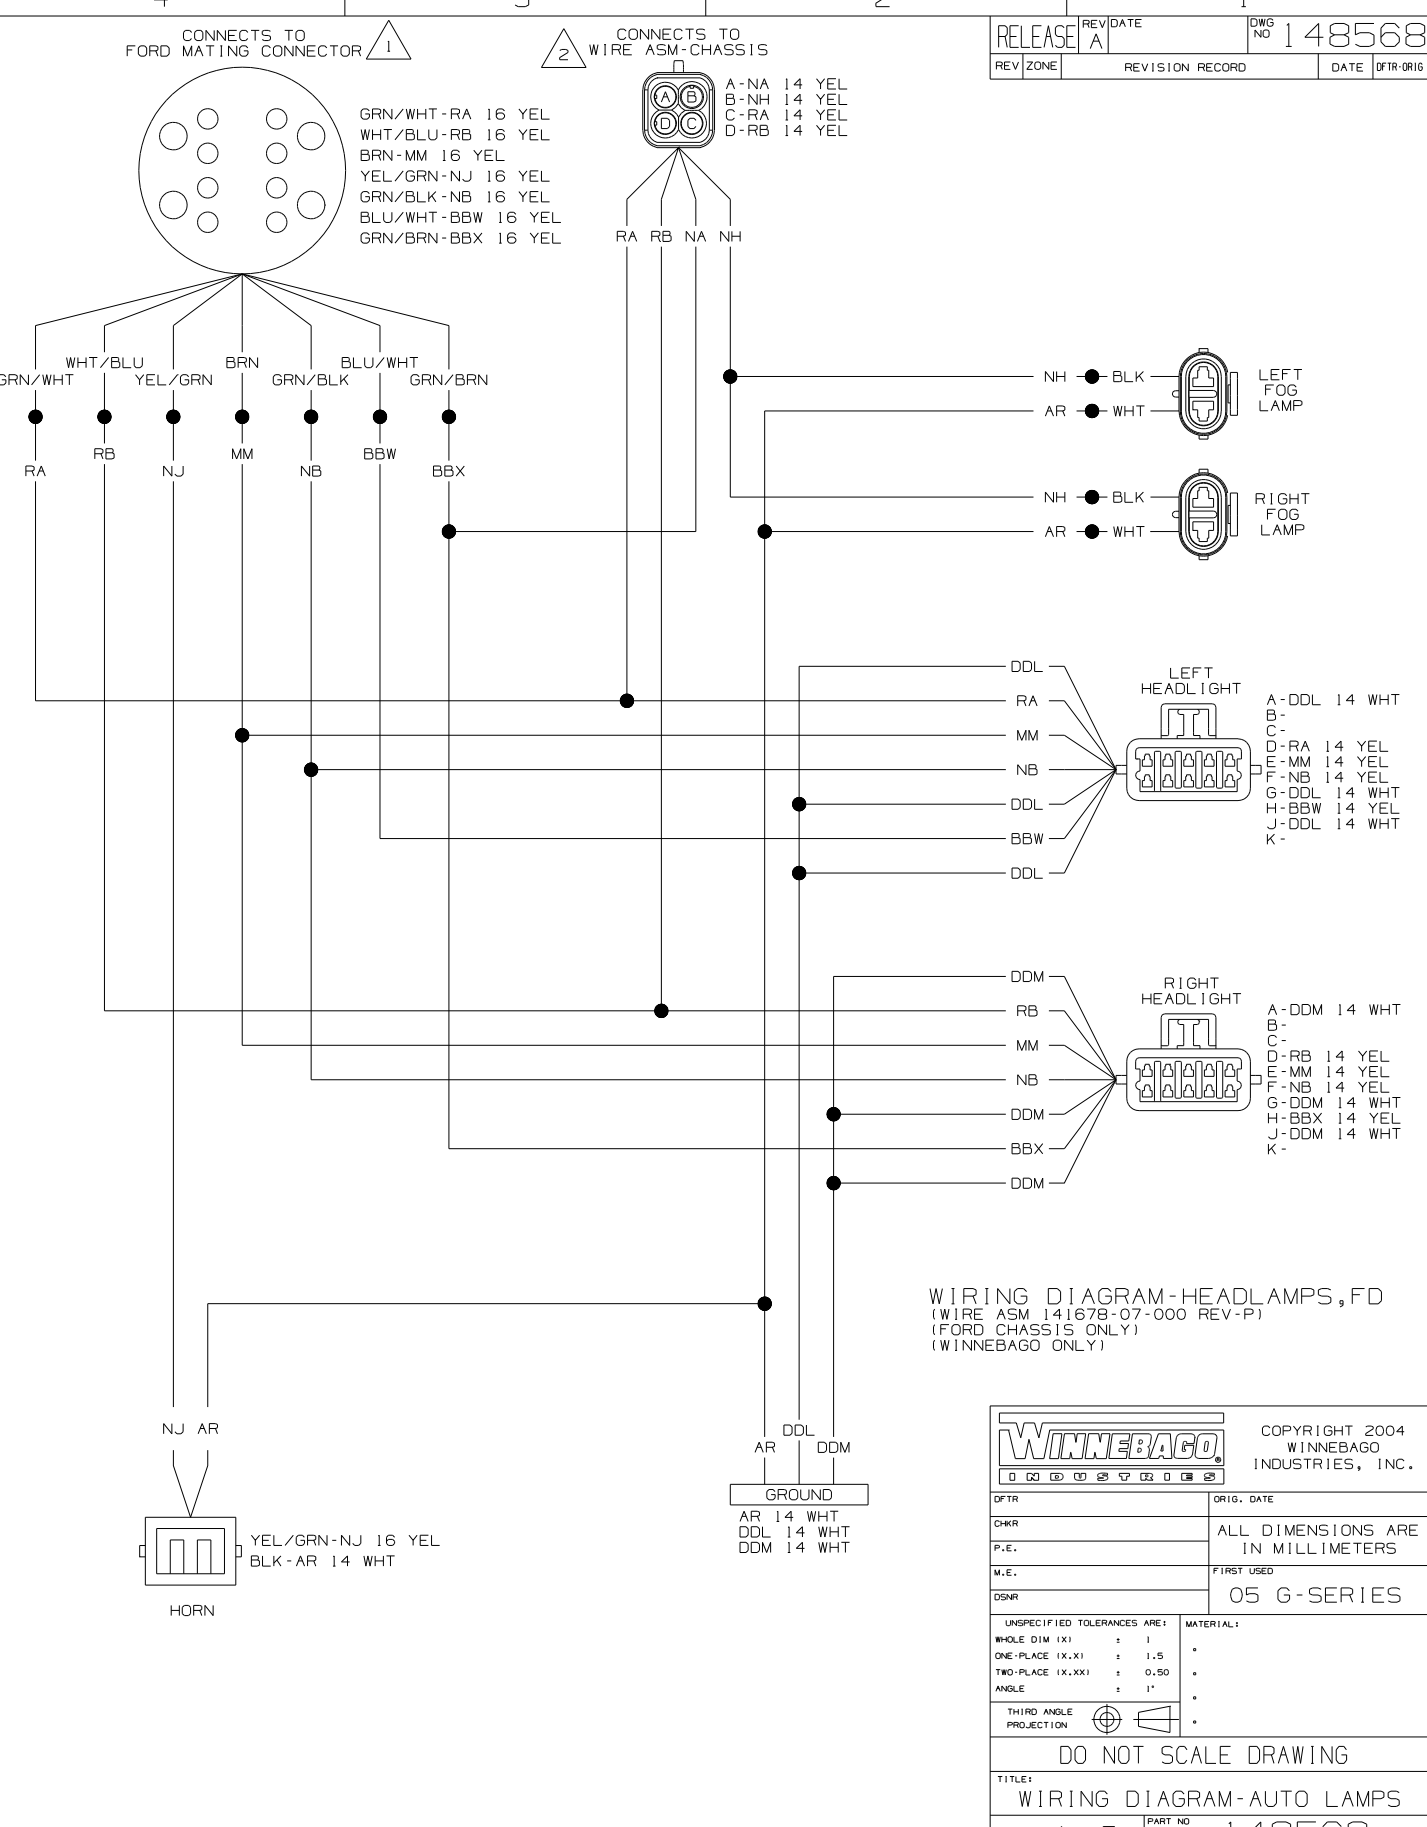 CONNECTS TO
FORD MATING CONNECTOR
1
GRN/WHT-RA 16 YEL
WHT/BLU-RB 16 YEL
BRN-MM 16 YEL
YEL/GRN-NJ 16 YEL
GRN/BLK-NB 16 YEL
BLU/WHT-BBW 16 YEL
GRN/BRN-BBX 16 YEL
2
CONNECTS TO
WIRE ASM-CHASSIS
A B
D C
A-NA 14 YEL
B-NH 14 YEL
C-RA 14 YEL
D-RB 14 YEL
RELEASE
REV
A
DATE
DWG
NO
148568
REV ZONE REVISION RECORD DATE DFTR-ORIG
RA RB NA NH
WHT/BLU BRN BLU/WHT
GRN/WHT YEL/GRN GRN/BLK GRN/BRN
RB MM BBW
RA NJ NB BBX
NH BLK
AR WHT
LEFT
FOG
LAMP
NH BLK
AR WHT
RIGHT
FOG
LAMP
DDL
RA
MM
NB
DDL
BBW
DDL
LEFT
HEADLIGHT
A-DDL 14 WHT
B-
C-
D-RA 14 YEL
E-MM 14 YEL
F-NB 14 YEL
G-DDL 14 WHT
H-BBW 14 YEL
J-DDL 14 WHT
K-
DDM
RB
MM
NB
DDM
BBX
DDM
RIGHT
HEADLIGHT
A-DDM 14 WHT
B-
C-
D-RB 14 YEL
E-MM 14 YEL
F-NB 14 YEL
G-DDM 14 WHT
H-BBX 14 YEL
J-DDM 14 WHT
K-
WIRING DIAGRAM-HEADLAMPS,FD
(WIRE ASM 141678-07-000 REV-P)
(FORD CHASSIS ONLY)
(WINNEBAGO ONLY)
NJ AR
YEL/GRN-NJ 16 YEL
BLK-AR 14 WHT
HORN
DDL
AR DDM
GROUND
AR 14 WHT
DDL 14 WHT
DDM 14 WHT
WINNEBAGO®
INDUSTRIES
COPYRIGHT 2004
WINNEBAGO
INDUSTRIES, INC.
DFTR
ORIG. DATE
CHKR
ALL DIMENSIONS ARE
IN MILLIMETERS
P.E.
M.E.
FIRST USED
05 G-SERIES
DSNR
UNSPECIFIED TOLERANCES ARE:
WHOLE DIM (X) ± 1
ONE-PLACE (X.X) ± 1.5
TWO-PLACE (X.XX) ± 0.50
ANGLE ± 1°
MATERIAL:
THIRD ANGLE
PROJECTION
DO NOT SCALE DRAWING
TITLE:
WIRING DIAGRAM-AUTO LAMPS
PART NO